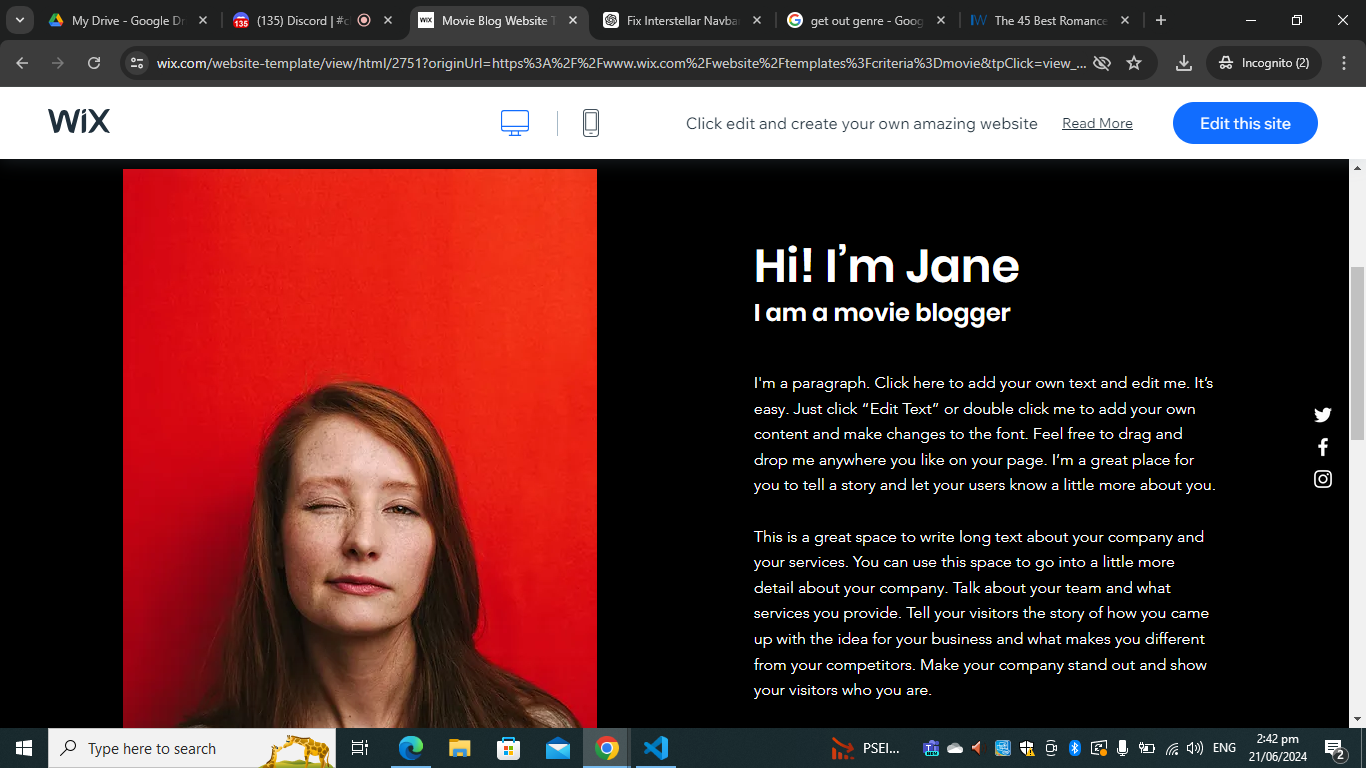 My Drive - Google Dr
(135) Discord | #c
Movie Blog Website T
Fix Interstellar Navba
get out genre - Goog
The 45 Best Romance
wix.com/website-template/view/html/2751?originUrl=https%3A%2F%2Fwww.wix.com%2Fwebsite%2Ftemplates%3Fcriteria%3Dmovie&tpClick=view_...
Incognito (2)
WiX
Click edit and create your own amazing website
Read More
Edit this site
Hi! I’m Jane
I am a movie blogger
I'm a paragraph. Click here to add your own text and edit me. It’s
easy. Just click “Edit Text” or double click me to add your own
content and make changes to the font. Feel free to drag and
drop me anywhere you like on your page. I’m a great place for
you to tell a story and let your users know a little more about you.
This is a great space to write long text about your company and
your services. You can use this space to go into a little more
detail about your company. Talk about your team and what
services you provide. Tell your visitors the story of how you came
up with the idea for your business and what makes you different
from your competitors. Make your company stand out and show
your visitors who you are.
Type here to search
PSEI...
ENG
2:42 pm
21/06/2024
2